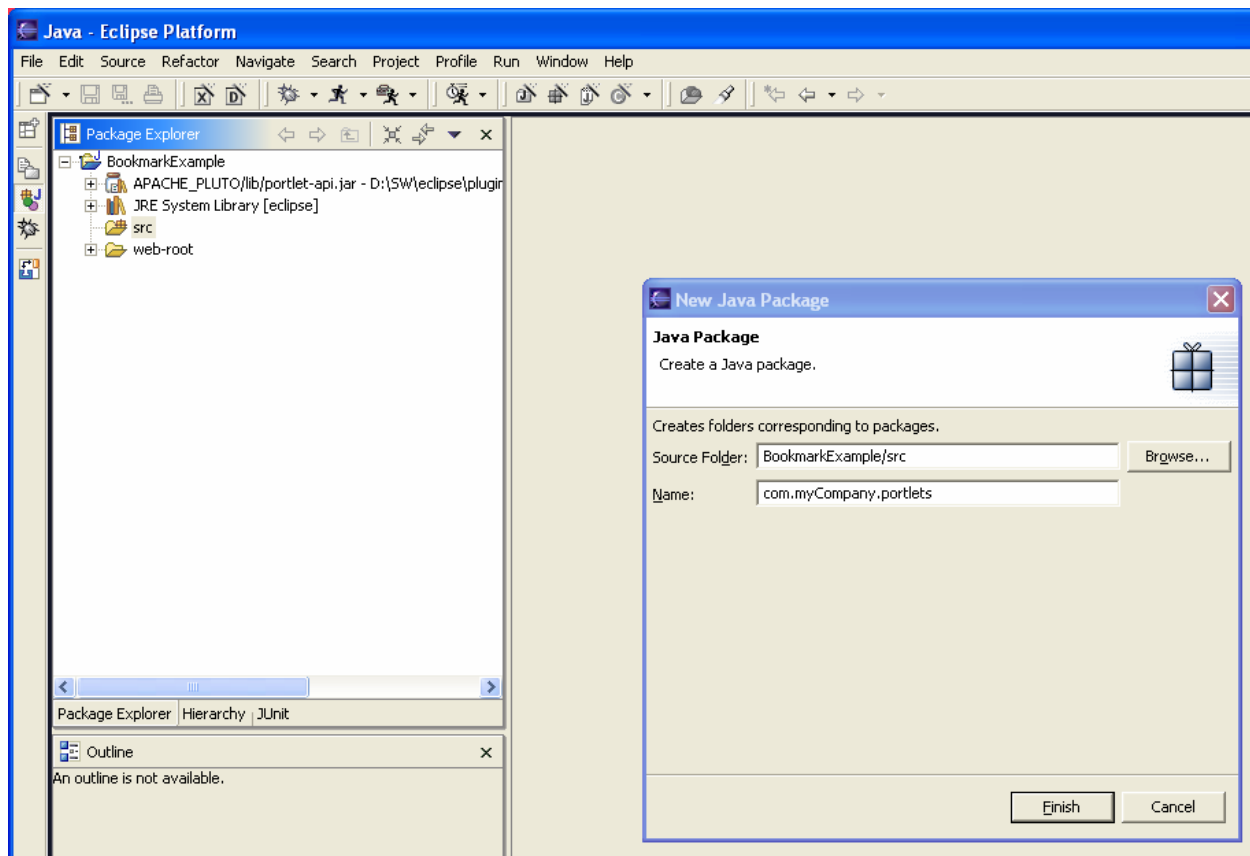 Java - Eclipse Platform
File Edit Source Refactor Navigate Search Project Profile Run Window Help
Package Explorer
BookmarkExample
APACHE_PLUTO/lib/portlet-api.jar - D:\SW\eclipse\plugin
JRE System Library [eclipse]
src
web-root
Package Explorer Hierarchy JUnit
Outline
An outline is not available.
New Java Package
Java Package
Create a Java package.
Creates folders corresponding to packages.
Source Folder: BookmarkExample/src Browse...
Name: com.myCompany.portlets
Finish Cancel